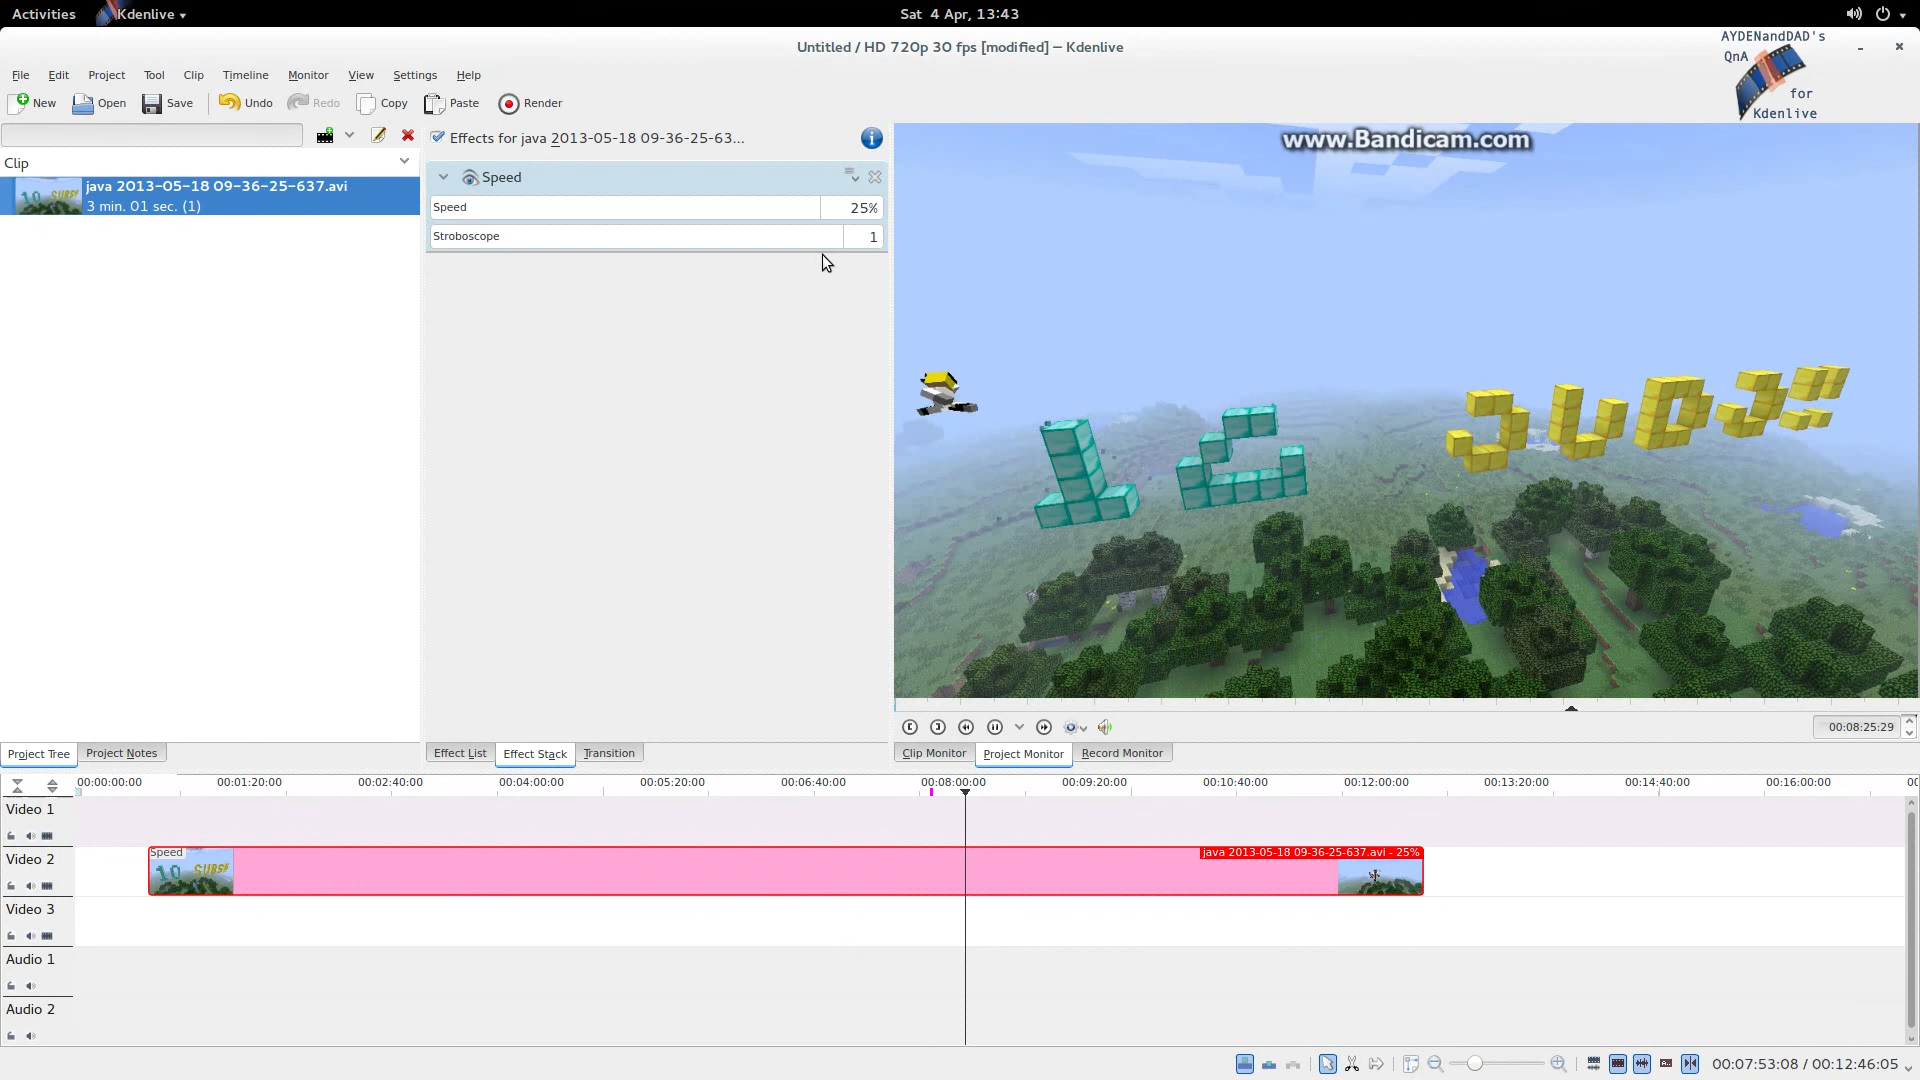 Activities Kdenlive Sat 4 Apr, 13:43
Untitled / HD 720p 30 fps [modified] – Kdenlive
AYDENandDAD's
QnA
for
Kdenlive
File Edit Project Tool Clip Timeline Monitor View Settings Help
New Open Save Undo Redo Copy Paste Render
Effects for java 2013-05-18 09-36-25-63...
Clip
java 2013-05-18 09-36-25-637.avi
3 min. 01 sec. (1)
Speed
Speed 25%
Stroboscope 1
www.Bandicam.com
00:08:25:29
Project Tree Project Notes
Effect List Effect Stack Transition
Clip Monitor Project Monitor Record Monitor
00:00:00:00 00:01:20:00 00:02:40:00 00:04:00:00 00:05:20:00 00:06:40:00 00:08:00:00 00:09:20:00 00:10:40:00 00:12:00:00 00:13:20:00 00:14:40:00 00:16:00:00
Video 1
Video 2
Speed
java 2013-05-18 09-36-25-637.avi - 25%
Video 3
Audio 1
Audio 2
00:07:53:08 / 00:12:46:05